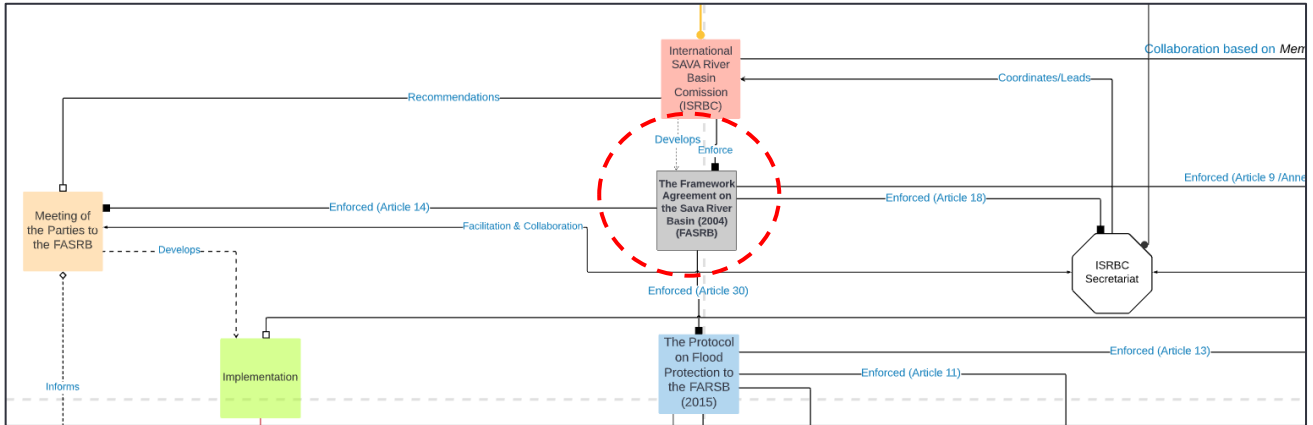 International
SAVA River
Basin
Comission
(ISRBC)
Collaboration based on Mem
Coordinates/Leads
Recommendations
Develops
Enforce
The Framework
Agreement on
the Sava River
Basin (2004)
(FASRB)
Enforced (Article 9 /Anne
Enforced (Article 18)
Meeting of
the Parties to
the FASRB
Enforced (Article 14)
Facilitation & Collaboration
Develops
ISRBC
Secretariat
Enforced (Article 30)
The Protocol
on Flood
Protection to
the FARSB
(2015)
Enforced (Article 13)
Enforced (Article 11)
Implementation
Informs